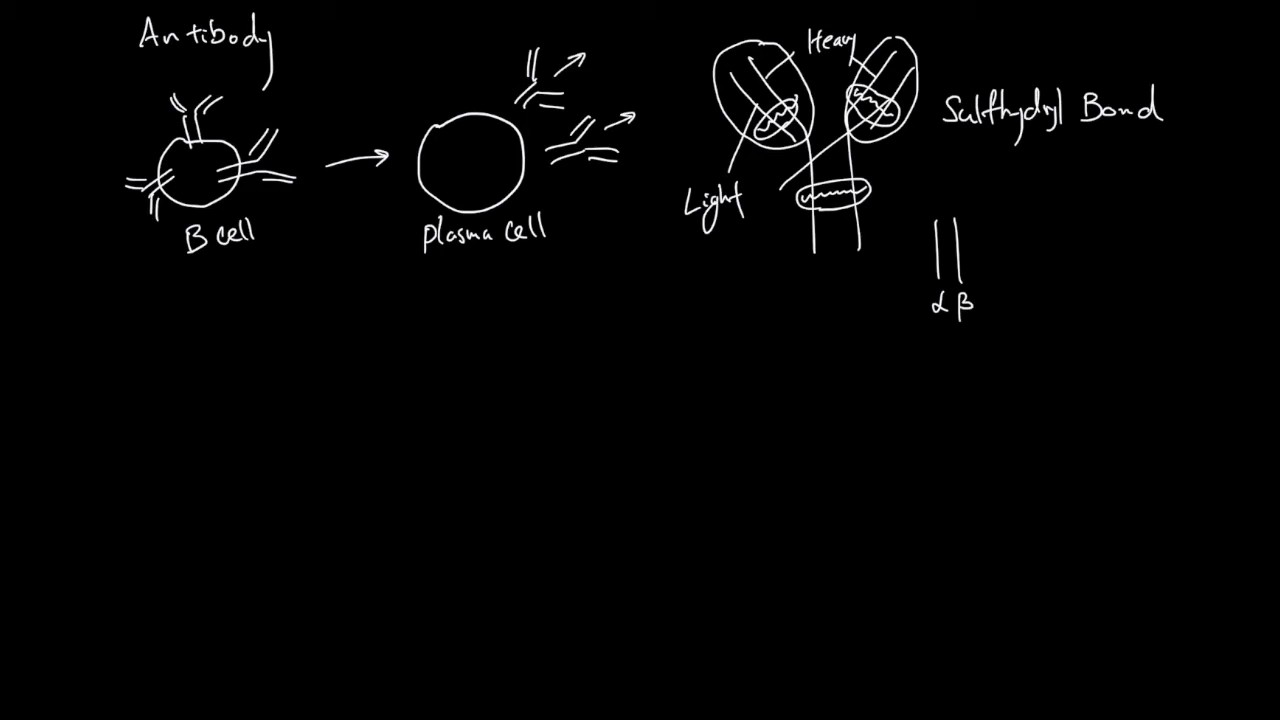 Antibody
B cell
plasma cell
Heavy
Light
Sulfhydryl Bond
α β